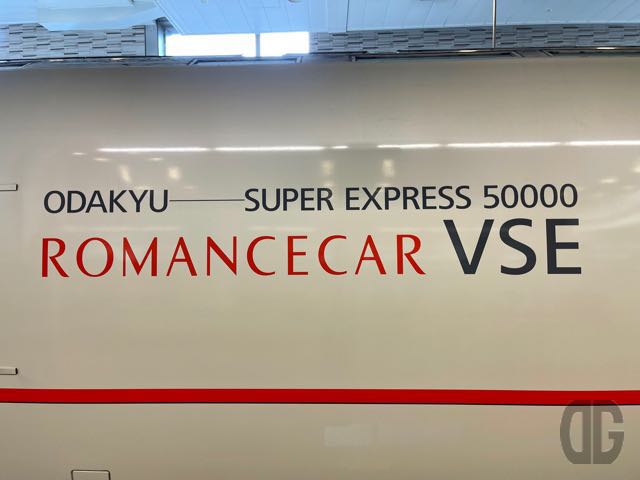 ODAKYU——SUPER EXPRESS 50000
ROMANCECAR VSE
DG